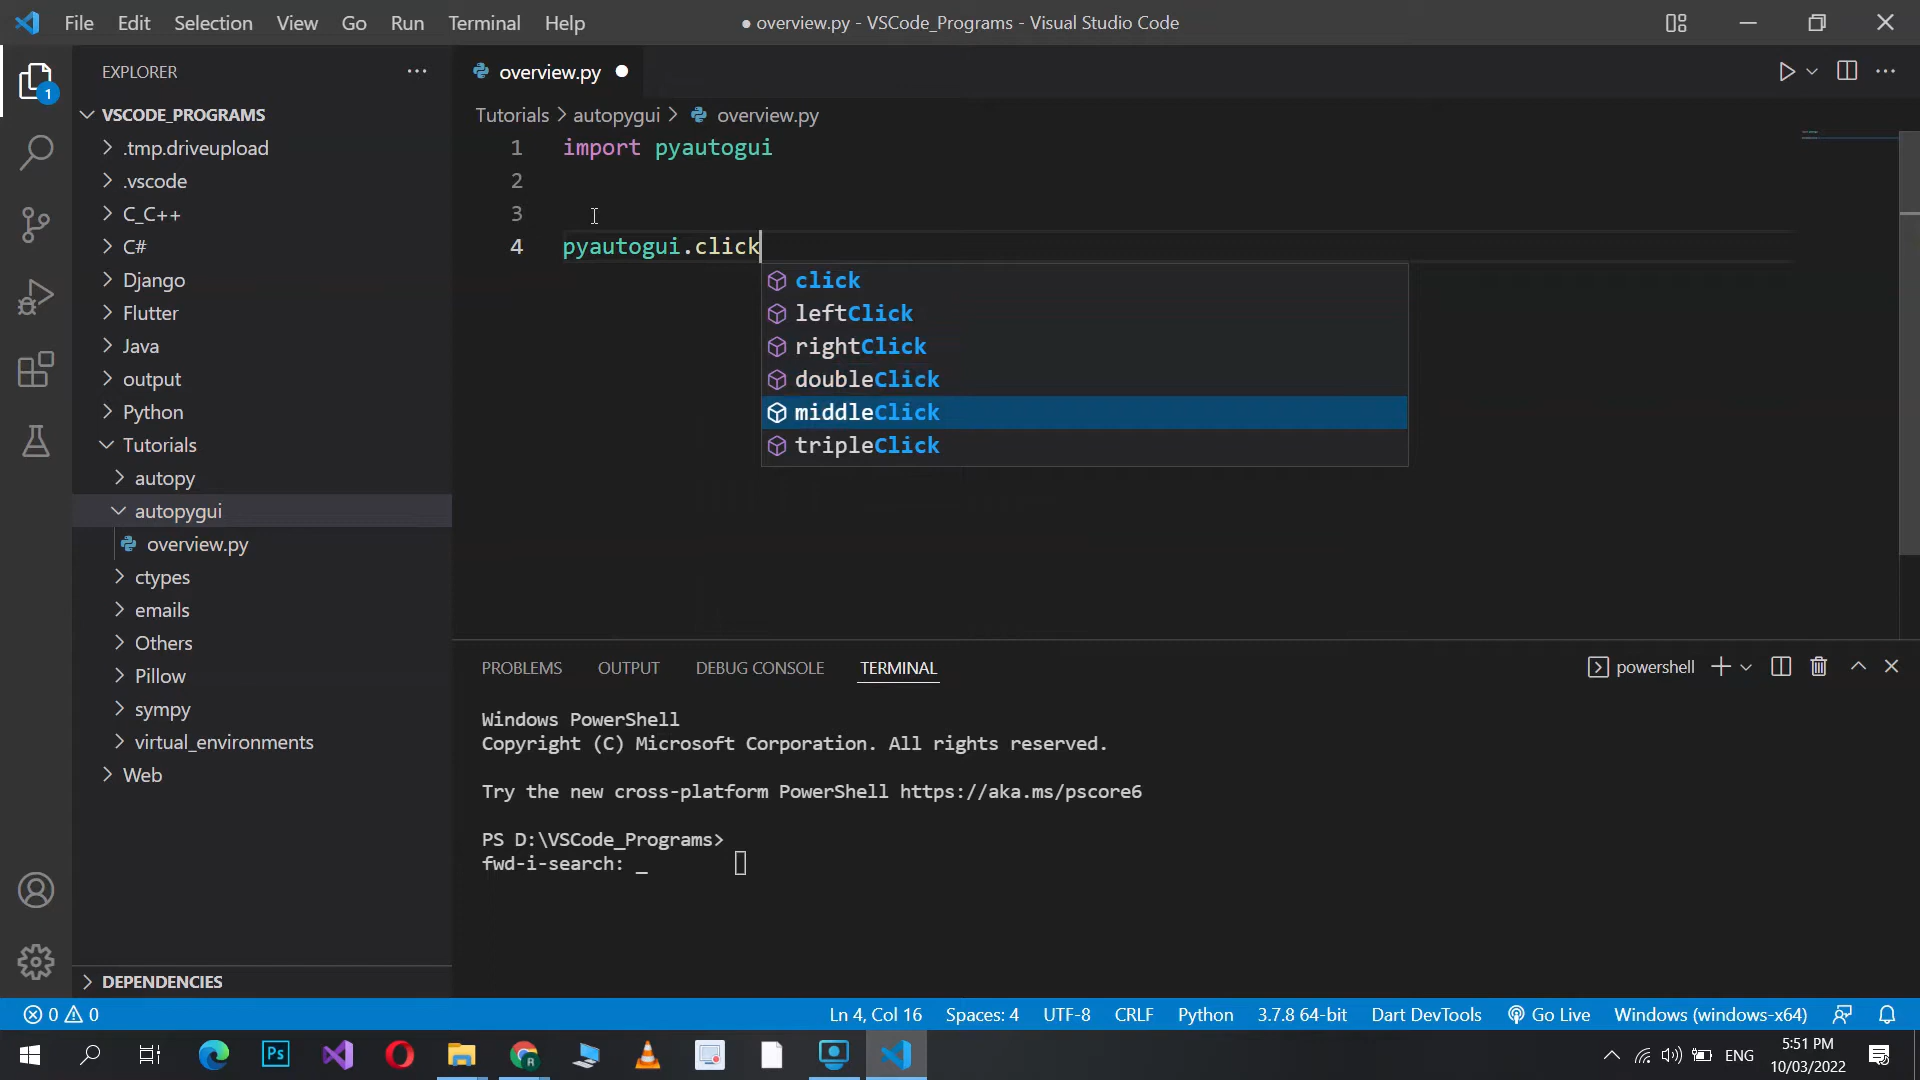 File Edit Selection View Go Run Terminal Help
● overview.py - VSCode_Programs - Visual Studio Code
EXPLORER
1
VSCODE_PROGRAMS
.tmp.driveupload
.vscode
C_C++
C#
Django
Flutter
Java
output
Python
Tutorials
autopy
autopygui
overview.py
ctypes
emails
Others
Pillow
sympy
virtual_environments
Web
DEPENDENCIES
overview.py
Tutorials > autopygui > overview.py
1 import pyautogui
2
3
4 pyautogui.click
click
leftClick
rightClick
doubleClick
middleClick
tripleClick
PROBLEMS OUTPUT DEBUG CONSOLE TERMINAL
powershell
Windows PowerShell
Copyright (C) Microsoft Corporation. All rights reserved.
Try the new cross-platform PowerShell https://aka.ms/pscore6
PS D:\VSCode_Programs>
fwd-i-search: _
0 0 Ln 4, Col 16 Spaces: 4 UTF-8 CRLF Python 3.7.8 64-bit Dart DevTools Go Live Windows (windows-x64)
Ps
ENG
5:51 PM
10/03/2022